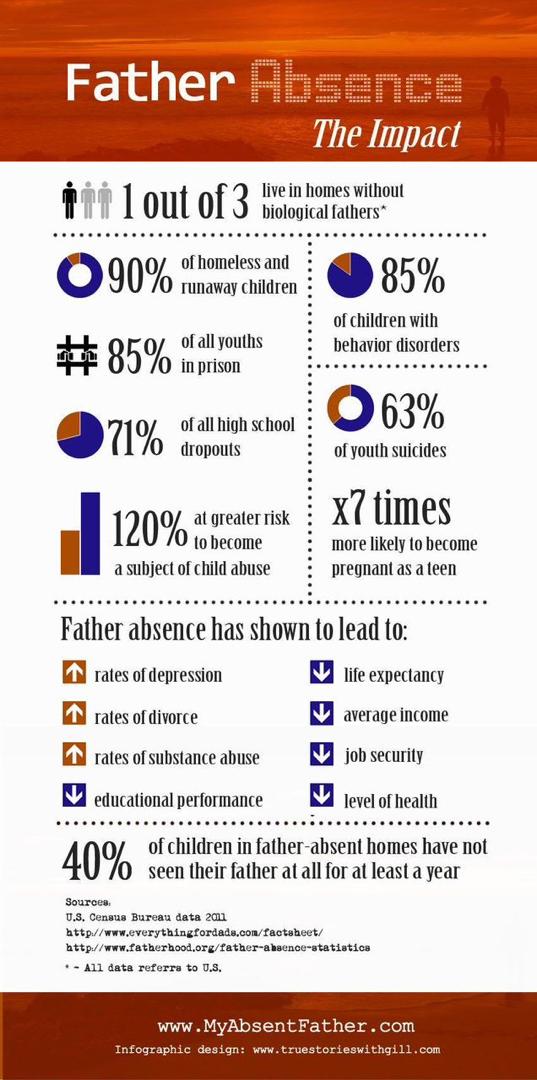 Father Absence
The Impact
1 out of 3
live in homes without
biological fathers*
90%
of homeless and
runaway children
85%
of all youths
in prison
71%
of all high school
dropouts
120%
at greater risk
to become
a subject of child abuse
85%
of children with
behavior disorders
63%
of youth suicides
x7 times
more likely to become
pregnant as a teen
Father absence has shown to lead to:
rates of depression
rates of divorce
rates of substance abuse
educational performance
life expectancy
average income
job security
level of health
40%
of children in father-absent homes have not
seen their father at all for at least a year
Sources:
U.S. Census Bureau data 2011
http://www.everythingfordads.com/factsheet/
http://www.fatherhood.org/father-absence-statistics
* - All data referrs to U.S.
www.MyAbsentFather.com
Infographic design: www.truestorieswithgill.com